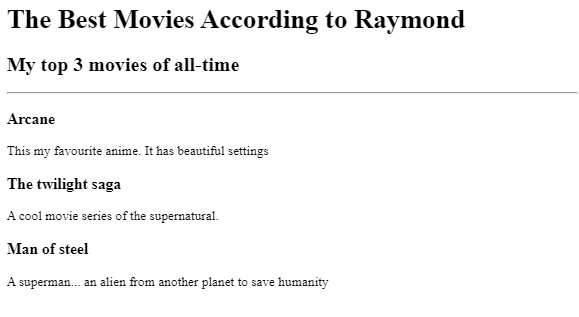 The Best Movies According to Raymond
My top 3 movies of all-time
Arcane
This my favourite anime. It has beautiful settings
The twilight saga
A cool movie series of the supernatural.
Man of steel
A superman... an alien from another planet to save humanity